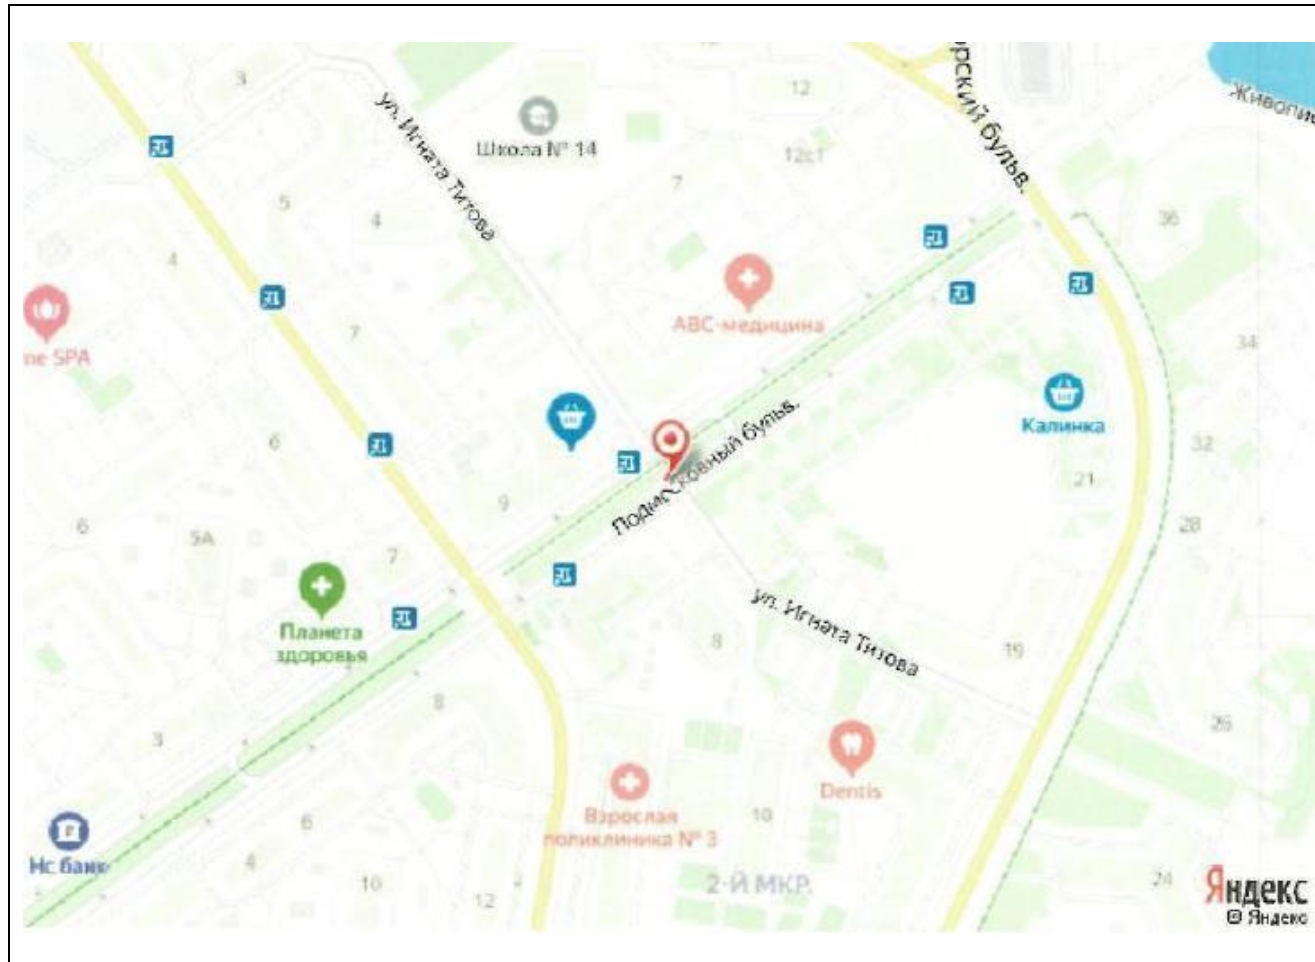 3
12
ул. Игната Титова
Школа № 14
12с1
7
орский бульв.
Живопис
36
5
4
4
7
АВС-медицина
ne SPA
34
6
Калинка
32
21
9
Подмосковный бульв.
28
6
5А
7
Планета
здоровья
ул. Игната Титова
8
19
8
26
3
Dentis
Взрослая
поликлиника № 3
10
6
4
10
12
2
Нс банк
2-Й МКР.
24
Яндекс
© Яндекс